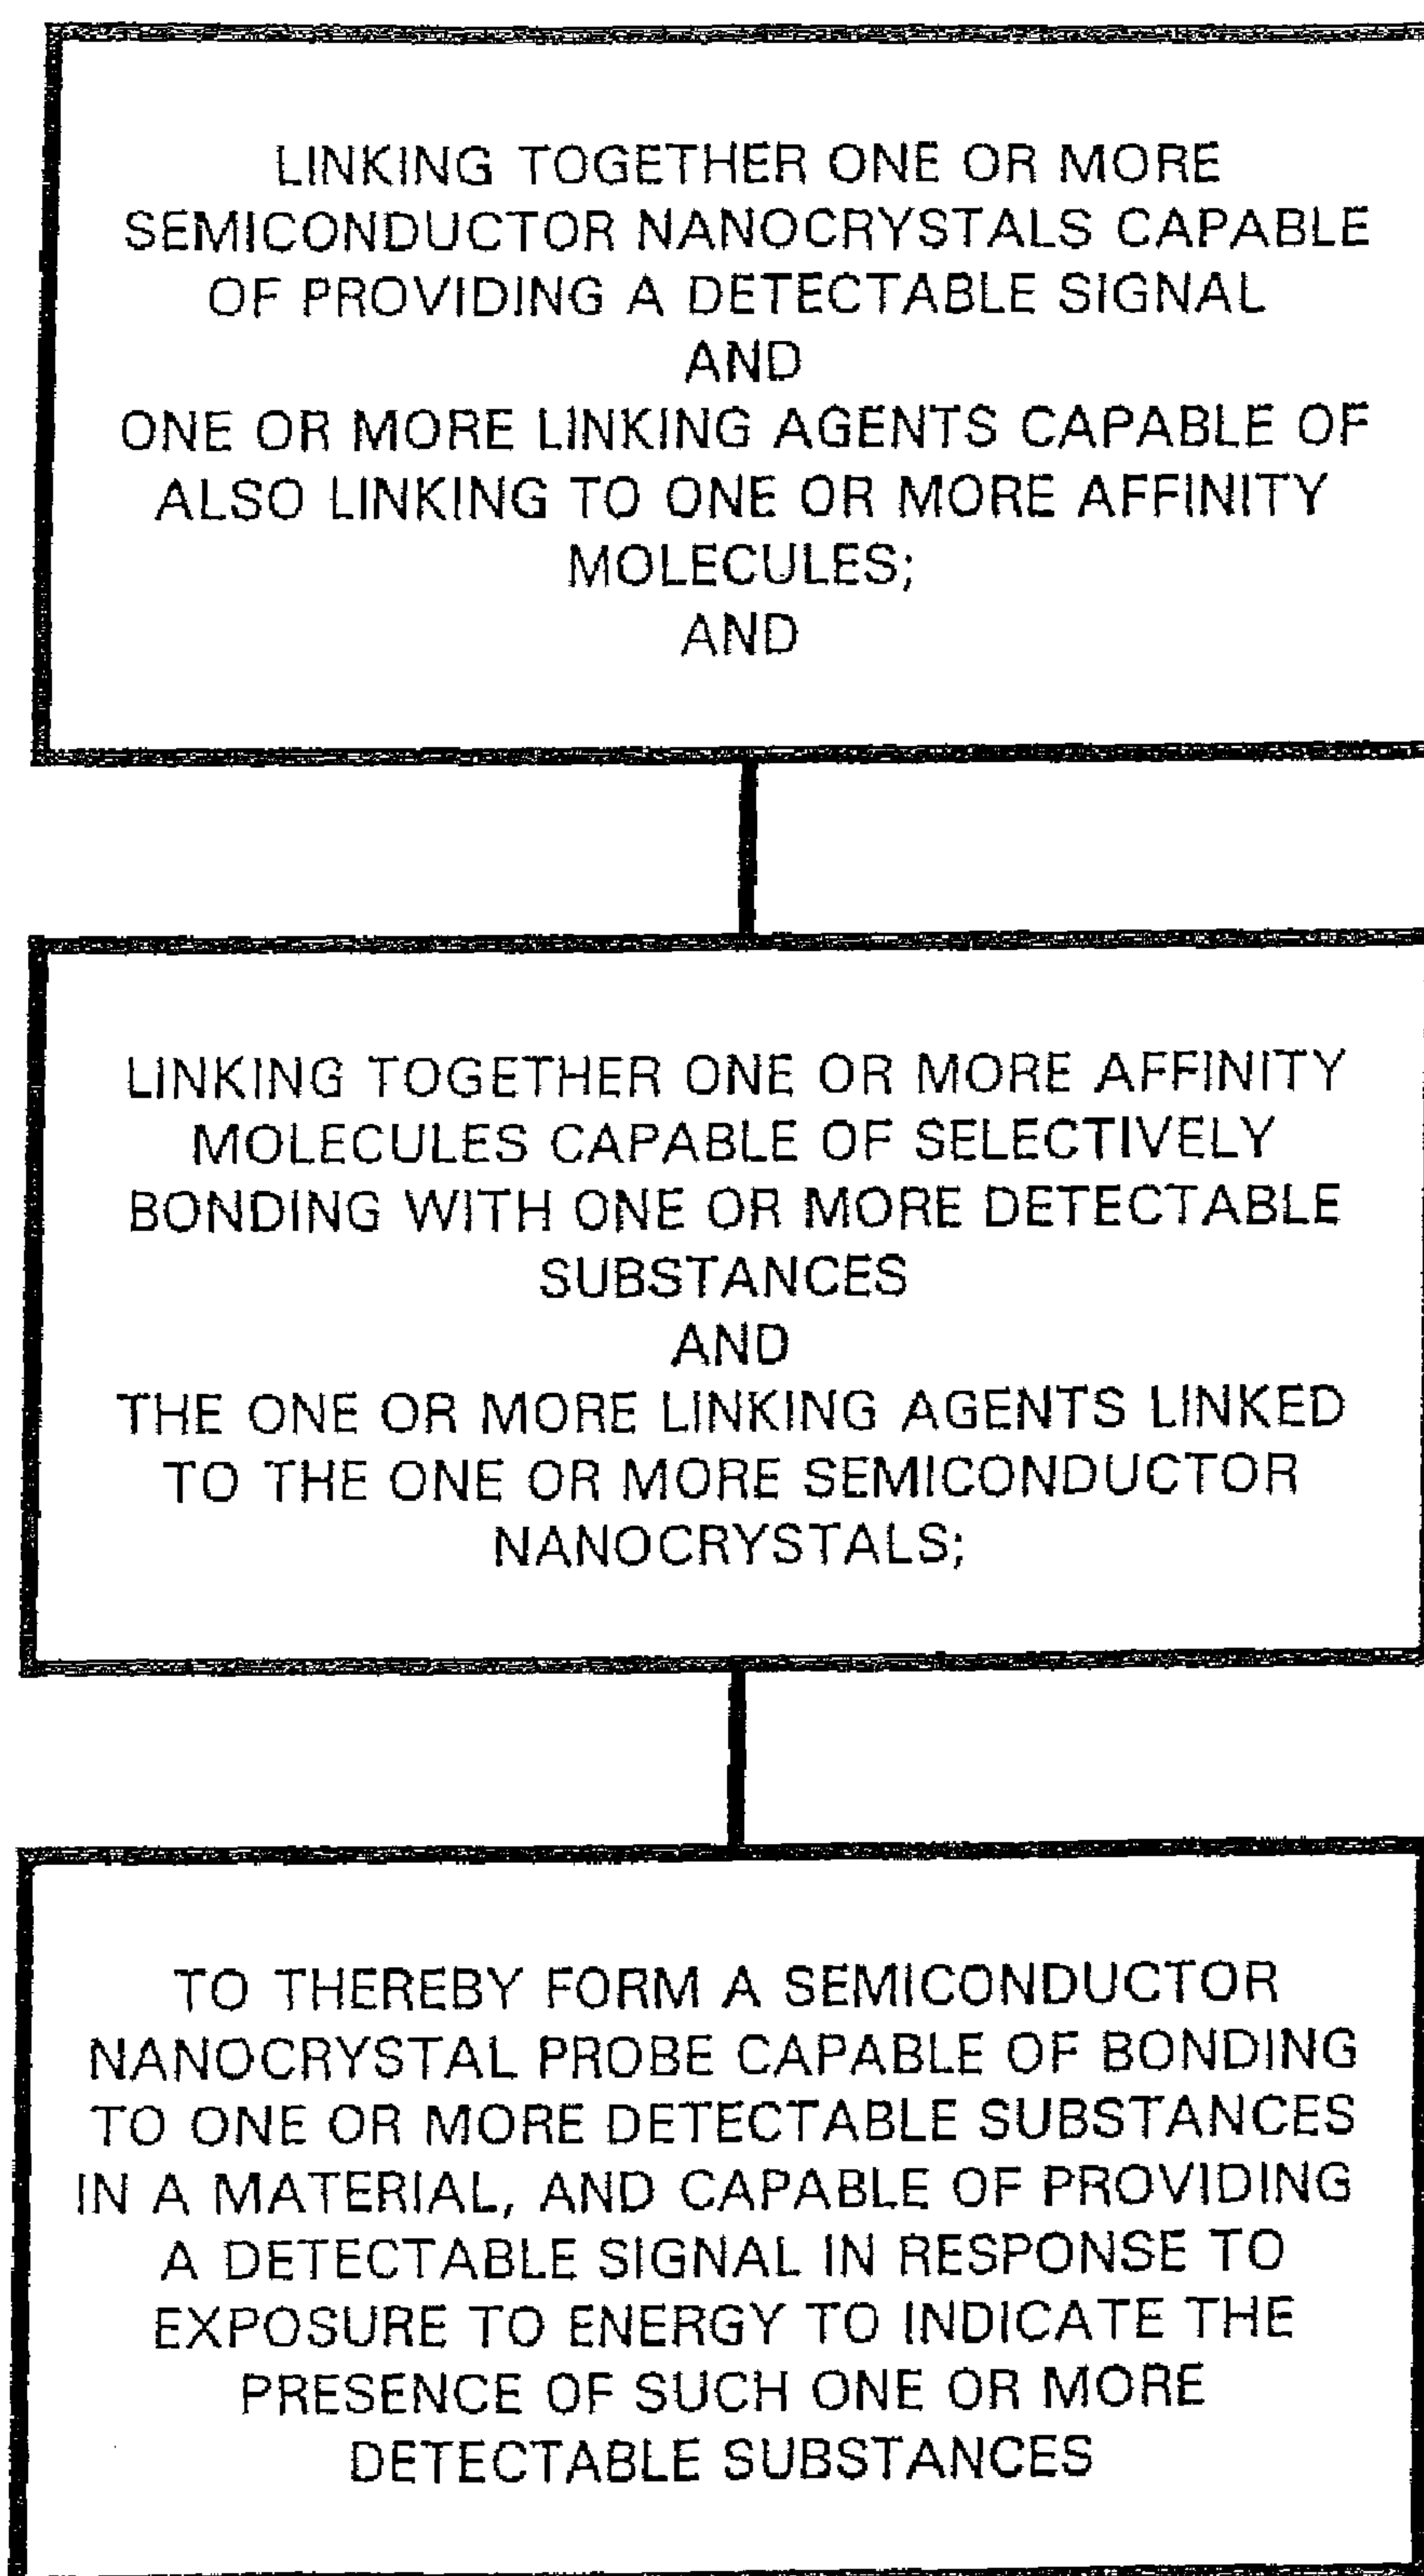 LINKING TOGETHER ONE OR MORE
SEMICONDUCTOR NANOCRYSTALS CAPABLE
OF PROVIDING A DETECTABLE SIGNAL
AND
ONE OR MORE LINKING AGENTS CAPABLE OF
ALSO LINKING TO ONE OR MORE AFFINITY
MOLECULES;
AND
LINKING TOGETHER ONE OR MORE AFFINITY
MOLECULES CAPABLE OF SELECTIVELY
BONDING WITH ONE OR MORE DETECTABLE
SUBSTANCES
AND
THE ONE OR MORE LINKING AGENTS LINKED
TO THE ONE OR MORE SEMICONDUCTOR
NANOCRYSTALS;
TO THEREBY FORM A SEMICONDUCTOR
NANOCRYSTAL PROBE CAPABLE OF BONDING
TO ONE OR MORE DETECTABLE SUBSTANCES
IN A MATERIAL, AND CAPABLE OF PROVIDING
A DETECTABLE SIGNAL IN RESPONSE TO
EXPOSURE TO ENERGY TO INDICATE THE
PRESENCE OF SUCH ONE OR MORE
DETECTABLE SUBSTANCES